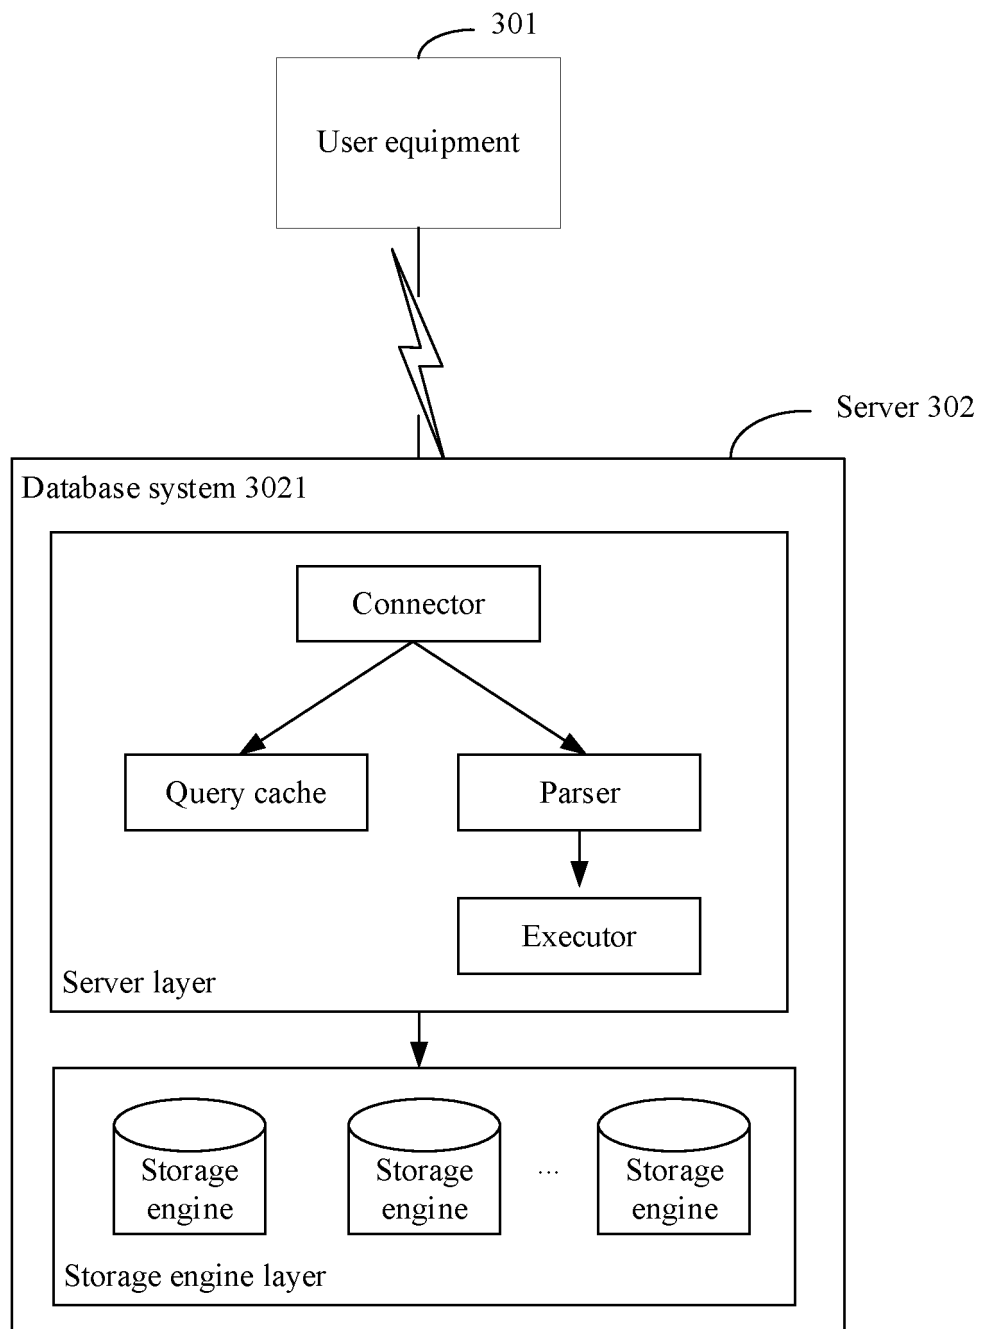 301
User equipment
Server 302
Database system 3021
Connector
Query cache
Parser
Executor
Server layer
Storage
engine
Storage
engine
...
Storage
engine
Storage engine layer